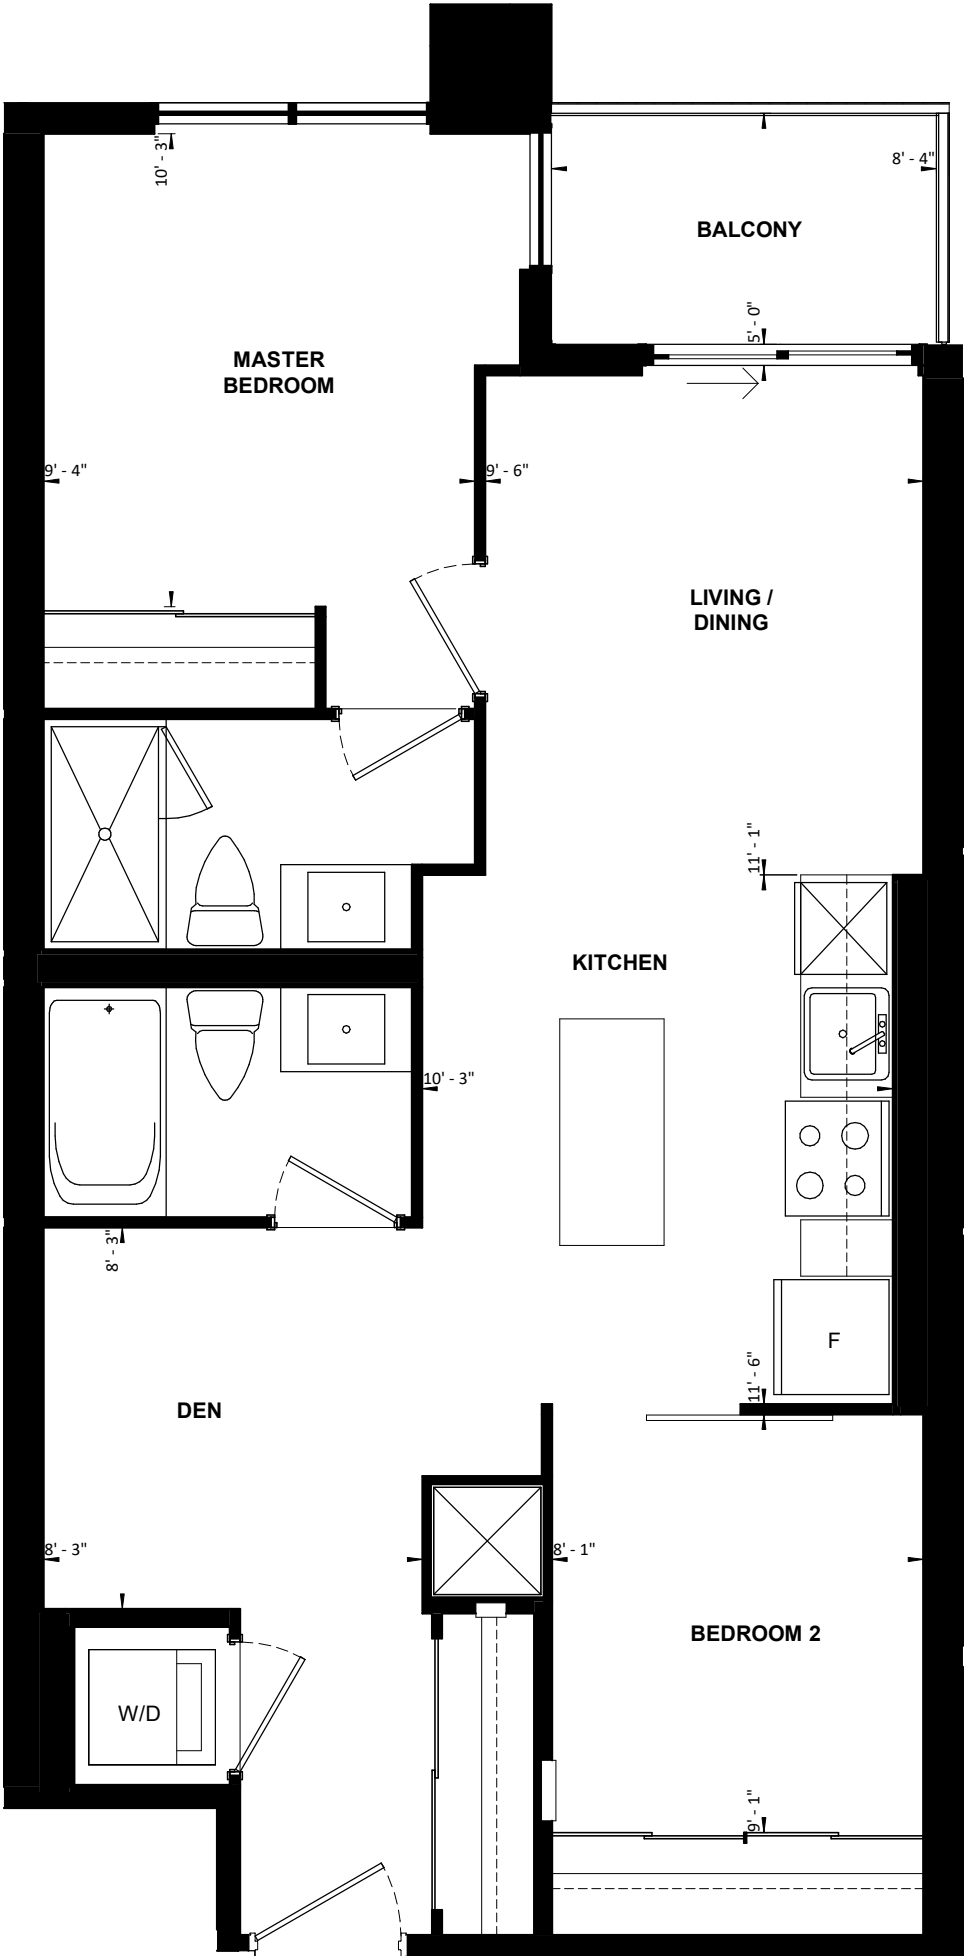 10' - 3"
8' - 4"
BALCONY
5' - 0"
MASTER
BEDROOM
9' - 4"
9' - 6"
LIVING /
DINING
11' - 1"
KITCHEN
10' - 3"
8' - 3"
F
11' - 6"
DEN
8' - 3"
8' - 1"
BEDROOM 2
W/D
9' - 1"